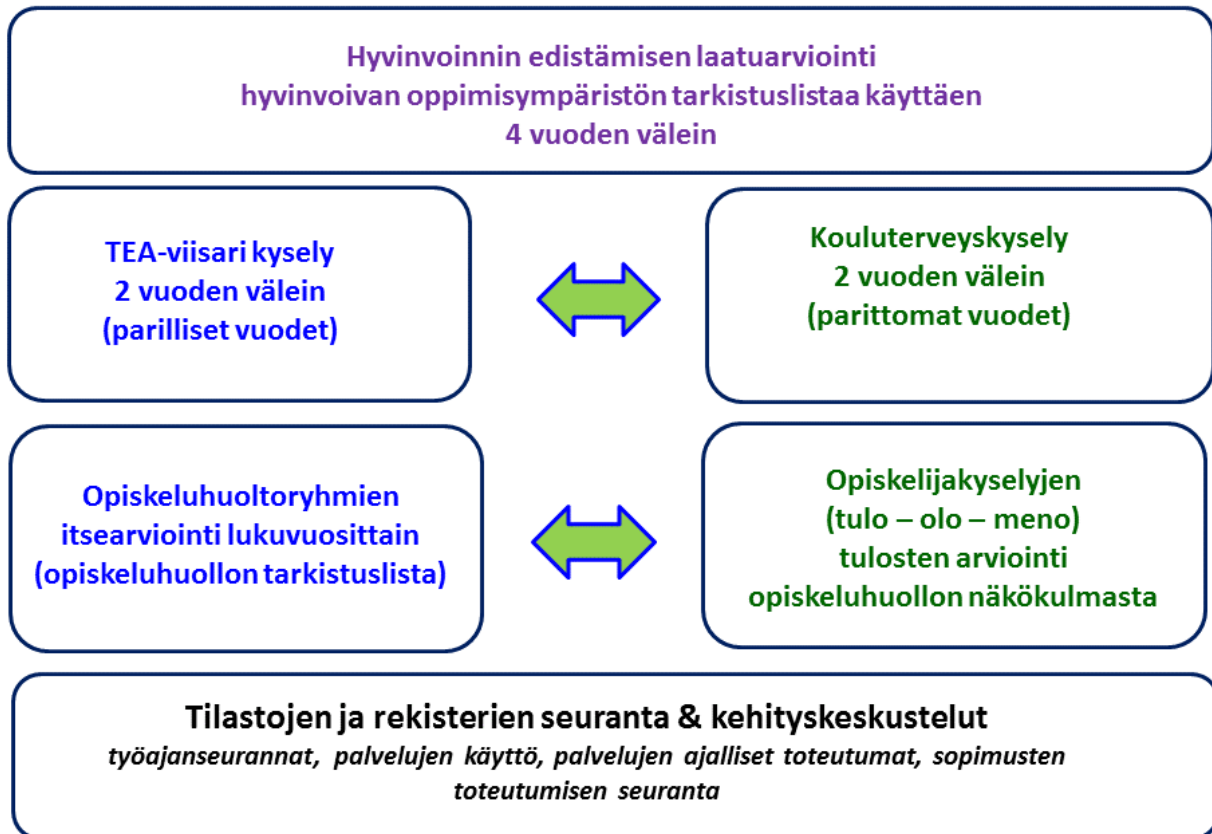 Hyvinvoinnin edistämisen laatuarviointi
hyvinvoivan oppimisympäristön tarkistuslistaa käyttäen
4 vuoden välein
TEA-viisari kysely
2 vuoden välein
(parilliset vuodet)
Kouluterveyskysely
2 vuoden välein
(parittomat vuodet)
Opiskeluhuoltoryhmien
itsearviointi lukuvuosittain
(opiskeluhuollon tarkistuslista)
Opiskelijakyselyjen
(tulo – olo – meno)
tulosten arviointi
opiskeluhuollon näkökulmasta
Tilastojen ja rekisterien seuranta & kehityskeskustelut
työajanseurannat, palvelujen käyttö, palvelujen ajalliset toteutumat, sopimusten
toteutumisen seuranta